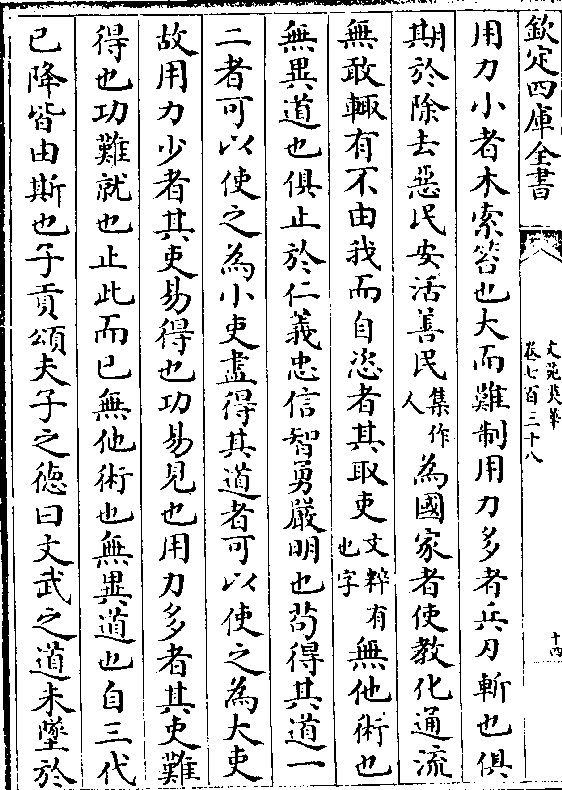 欽定四庫全書
文苑英華
卷七百三十八
十四
用力小者木索笞也大而難制用力多者兵刀斬也俱
期於除去惡民安活善民集作人為國家者使教化通流
無敢輙有不由我而自恣者其取吏文粹有也字無他術也
無異道也俱止於仁義忠信智勇嚴明也苟得其道一
二者可以使之為小吏盡得其道者可以使之為大吏
故用力少者其吏易得也功易見也用力多者其吏難
得也功難就也止此而已無他術也無異道也自三代
已降皆由斯也子貢頌夫子之德曰文武之道未墜於